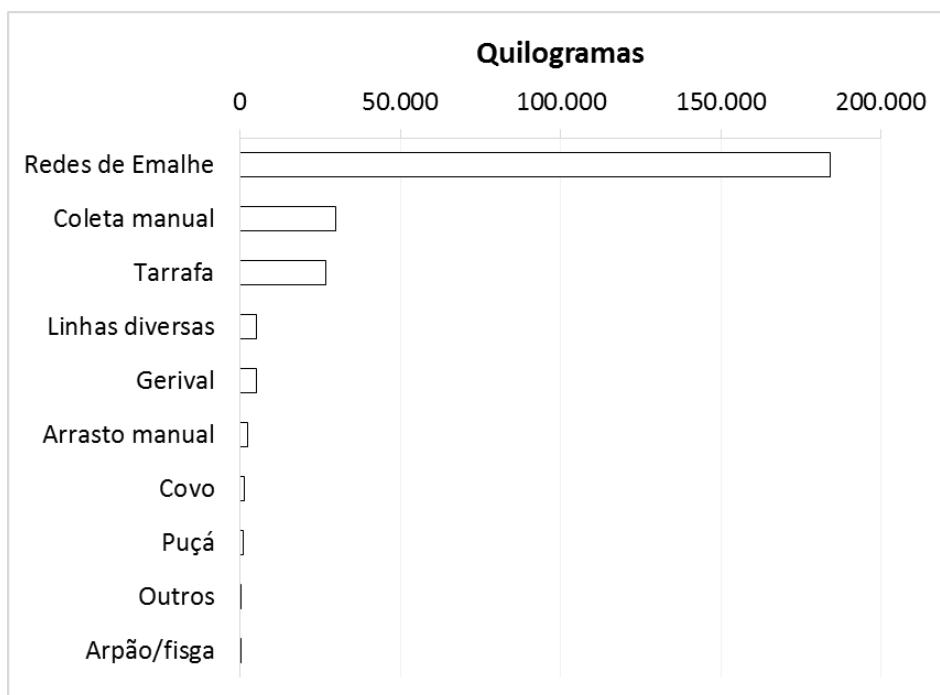 Quilogramas
0 50.000 100.000 150.000 200.000
Redes de Emalhe
Coleta manual
Tarrafa
Linhas diversas
Gerival
Arrasto manual
Covo
Puçá
Outros
Arpão/fisga